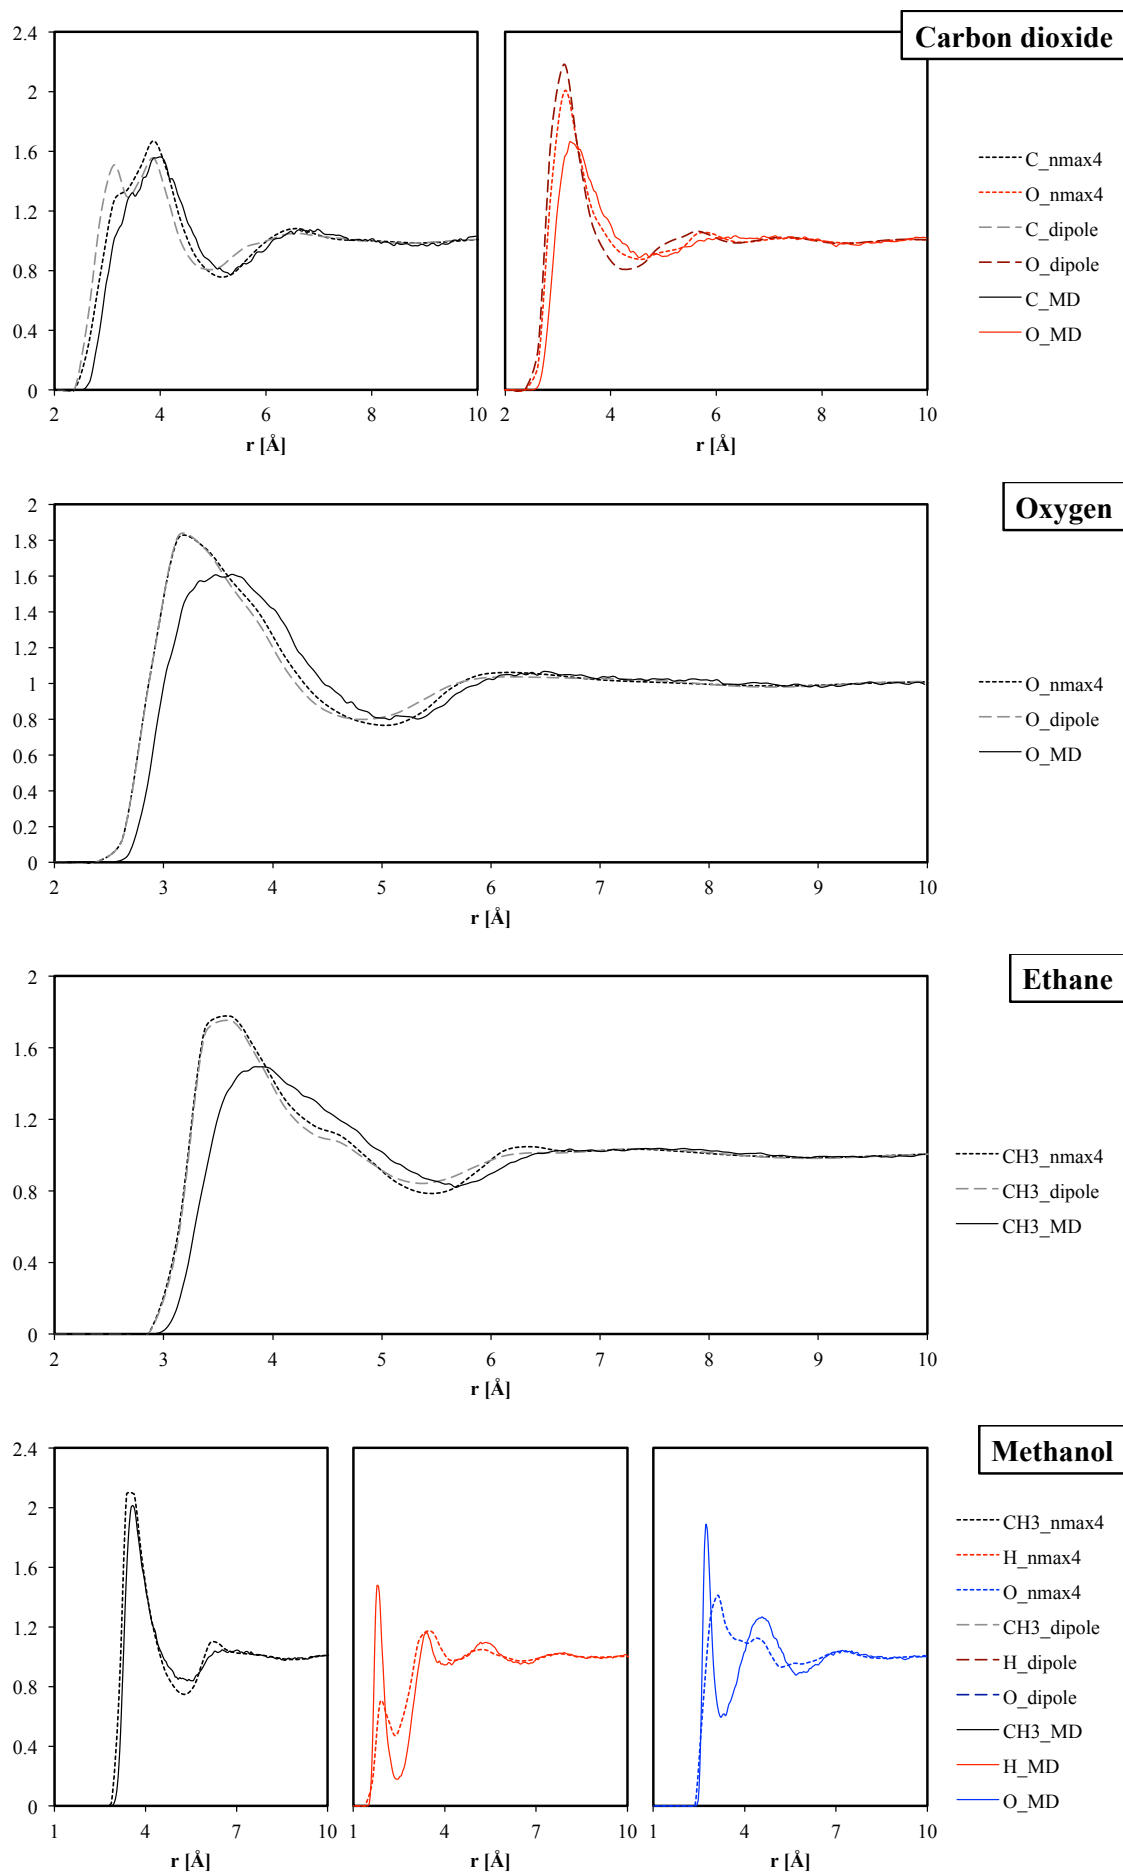 Carbon dioxide
2.4
2
1.6
1.2
0.8
0.4
0
2 4 6 8 10
r [Å]
2 4 6 8 10
r [Å]
C_nmax4
O_nmax4
C_dipole
O_dipole
C_MD
O_MD
Oxygen
2
1.8
1.6
1.4
1.2
1
0.8
0.6
0.4
0.2
0
2 3 4 5 6 7 8 9 10
r [Å]
O_nmax4
O_dipole
O_MD
Ethane
2
1.6
1.2
0.8
0.4
0
2 3 4 5 6 7 8 9 10
r [Å]
CH3_nmax4
CH3_dipole
CH3_MD
Methanol
2.4
2
1.6
1.2
0.8
0.4
0
1 4 7 10
r [Å]
1 4 7 10
r [Å]
1 4 7 10
r [Å]
CH3_nmax4
H_nmax4
O_nmax4
CH3_dipole
H_dipole
O_dipole
CH3_MD
H_MD
O_MD